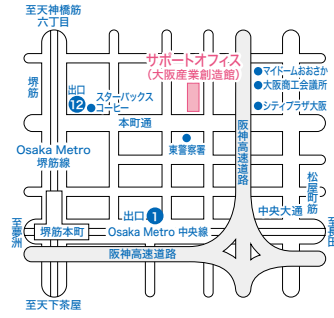 至天神橋筋
六丁目
堺筋
出口
12
スターバックス
コーヒー
サポートオフィス
(大阪産業創造館)
マイドームおおさか
大阪商工会議所
シティプラザ大阪
本町通
東警察署
阪神高速道路
Osaka Metro
堺筋線
松屋町筋
出口
1
中央大通
至夢洲
堺筋本町
Osaka Metro 中央線
至長田
阪神高速道路
至天下茶屋